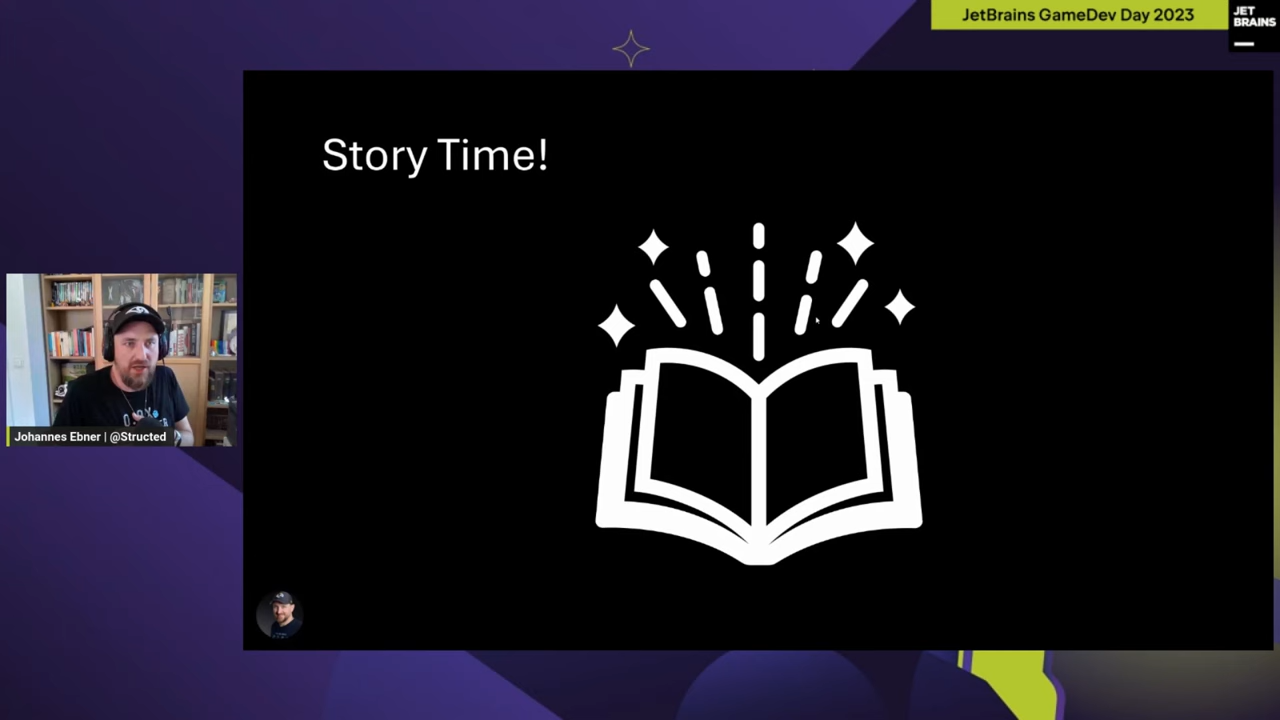 JetBrains GameDev Day 2023
JET
BRAINS
Story Time!
Johannes Ebner | @Structed